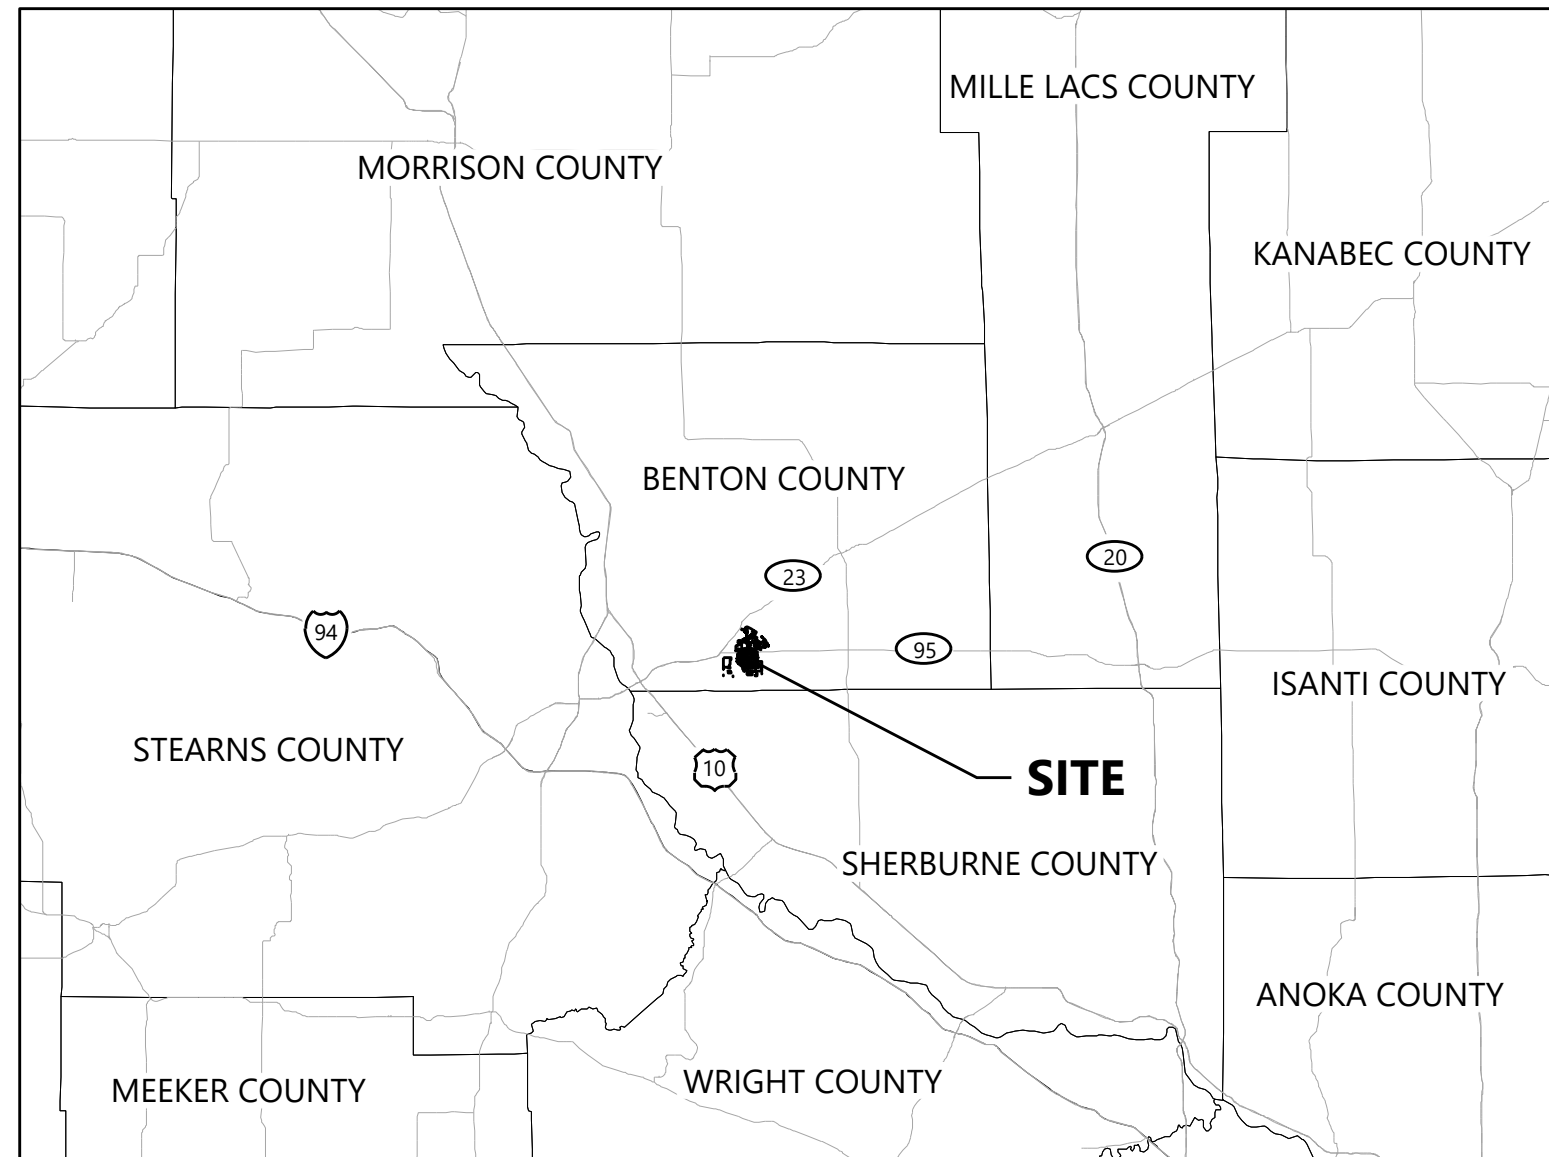 MILLE LACS COUNTY
MORRISON COUNTY
KANABEC COUNTY
BENTON COUNTY
20
23
94
95
ISANTI COUNTY
STEARNS COUNTY
10
SITE
SHERBURNE COUNTY
ANOKA COUNTY
WRIGHT COUNTY
MEEKER COUNTY